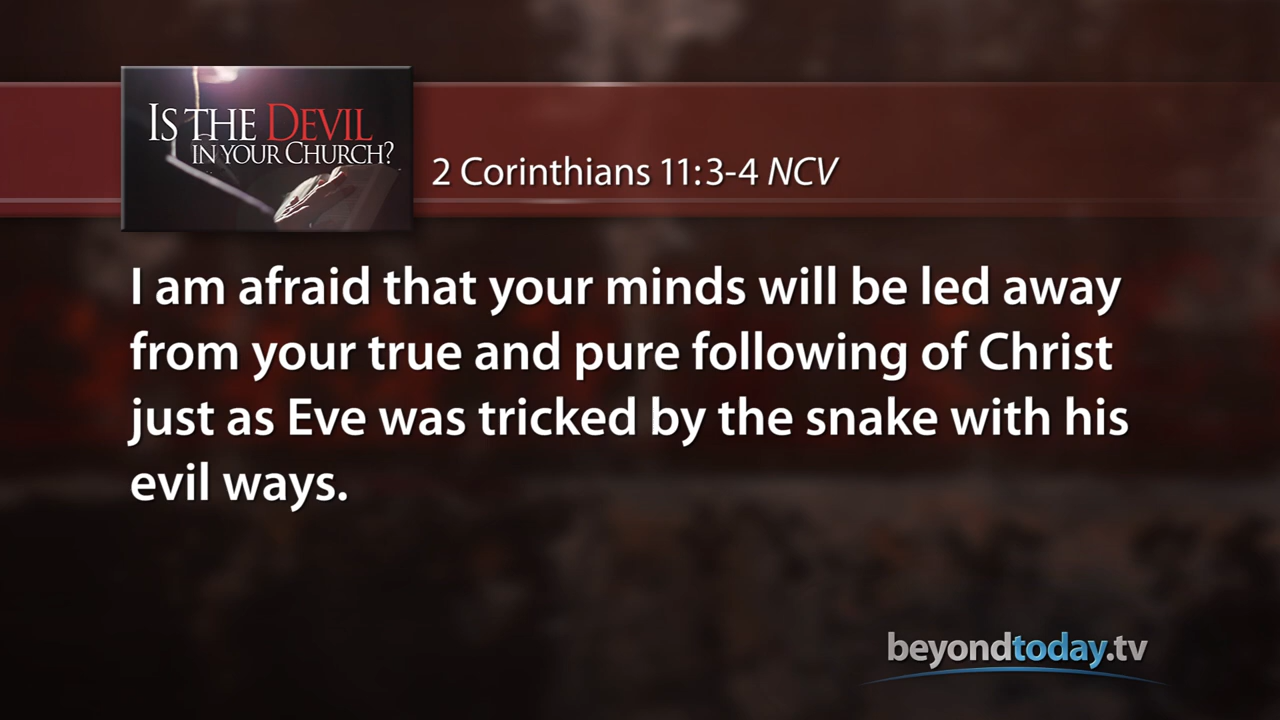 IS THE DEVIL
IN YOUR CHURCH?
2 Corinthians 11:3-4 NCV
I am afraid that your minds will be led away
from your true and pure following of Christ
just as Eve was tricked by the snake with his
evil ways.
beyondtoday.tv